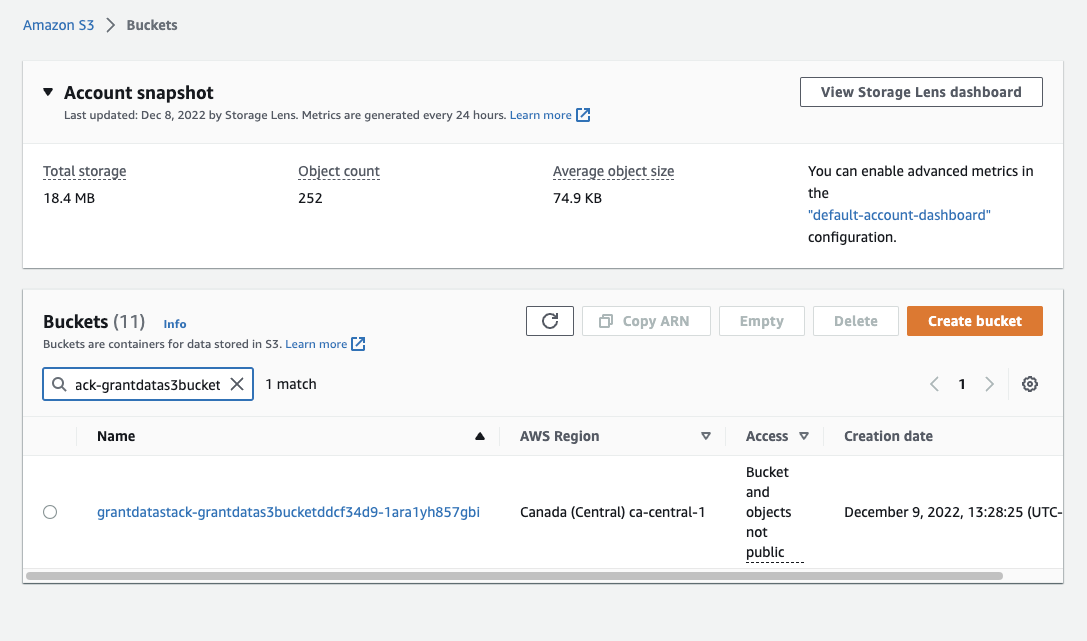 Amazon S3 > Buckets
Account snapshot
View Storage Lens dashboard
Last updated: Dec 8, 2022 by Storage Lens. Metrics are generated every 24 hours. Learn more
Total storage
18.4 MB
Object count
252
Average object size
74.9 KB
You can enable advanced metrics in
the
"default-account-dashboard"
configuration.
Buckets (11) Info
Copy ARN
Empty
Delete
Create bucket
Buckets are containers for data stored in S3. Learn more
ack-grantdatas3bucket
1 match
1
Name
AWS Region
Access
Creation date
grantdatastack-grantdatas3bucketddcf34d9-1ara1yh857gbi
Canada (Central) ca-central-1
Bucket
and
objects
not
public
December 9, 2022, 13:28:25 (UTC-